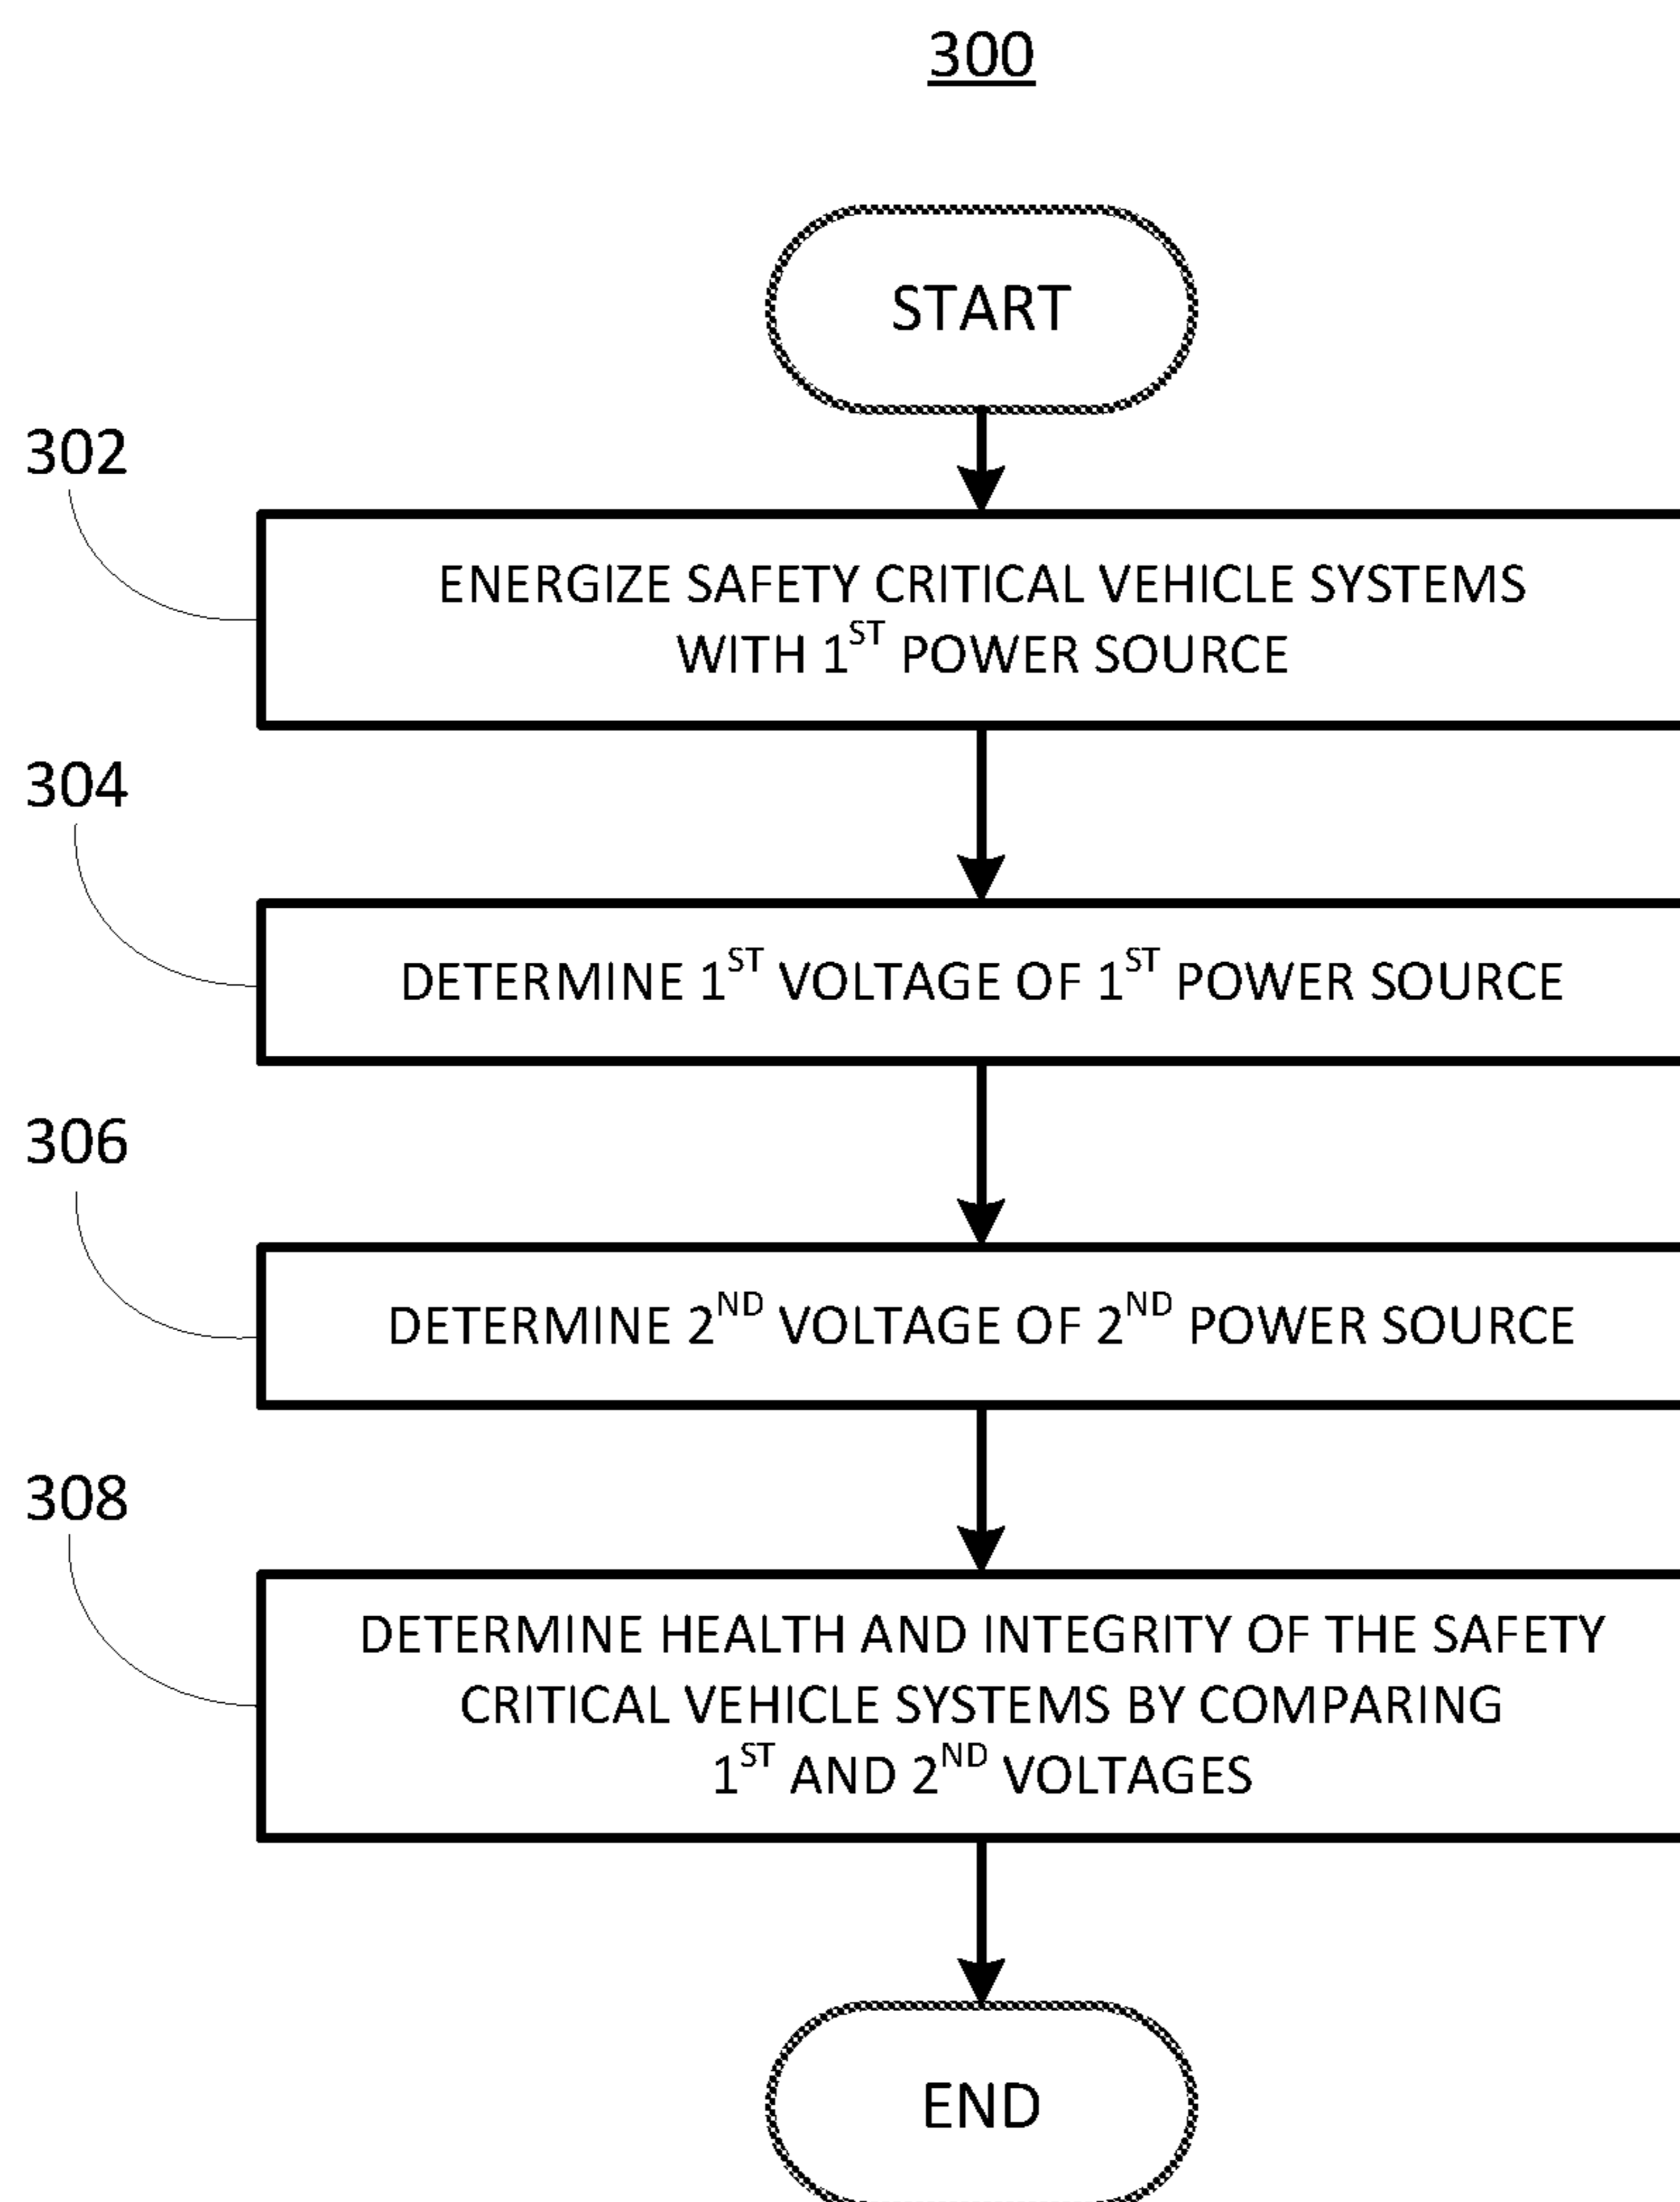 300
START
302
ENERGIZE SAFETY CRITICAL VEHICLE SYSTEMS
WITH 1ST POWER SOURCE
304
DETERMINE 1ST VOLTAGE OF 1ST POWER SOURCE
306
DETERMINE 2ND VOLTAGE OF 2ND POWER SOURCE
308
DETERMINE HEALTH AND INTEGRITY OF THE SAFETY
CRITICAL VEHICLE SYSTEMS BY COMPARING
1ST AND 2ND VOLTAGES
END